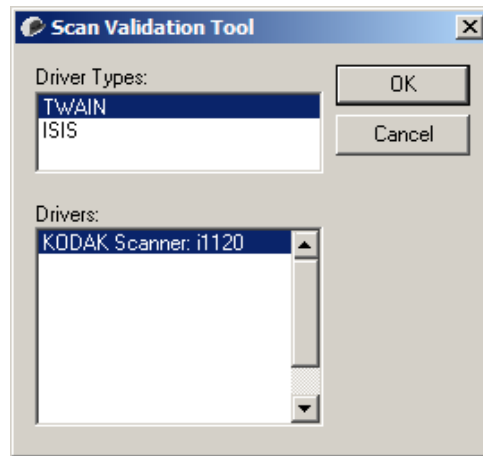 Scan Validation Tool
Driver Types:
TWAIN
ISIS
OK
Cancel
Drivers:
KODAK Scanner: i1120